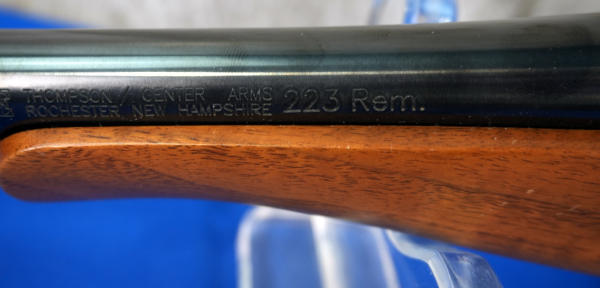 THOMPSON / CENTER ARMS
ROCHESTER, NEW HAMPSHIRE
223 Rem.